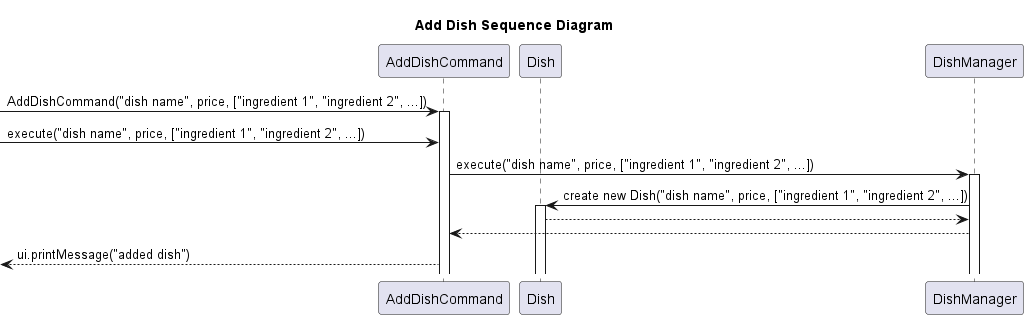 Add Dish Sequence Diagram
AddDishCommand Dish DishManager
AddDishCommand("dish name", price, ["ingredient 1", "ingredient 2", ...])
execute("dish name", price, ["ingredient 1", "ingredient 2", ...])
execute("dish name", price, ["ingredient 1", "ingredient 2", ...])
create new Dish("dish name", price, ["ingredient 1", "ingredient 2", ...])
ui.printMessage("added dish")
AddDishCommand Dish DishManager